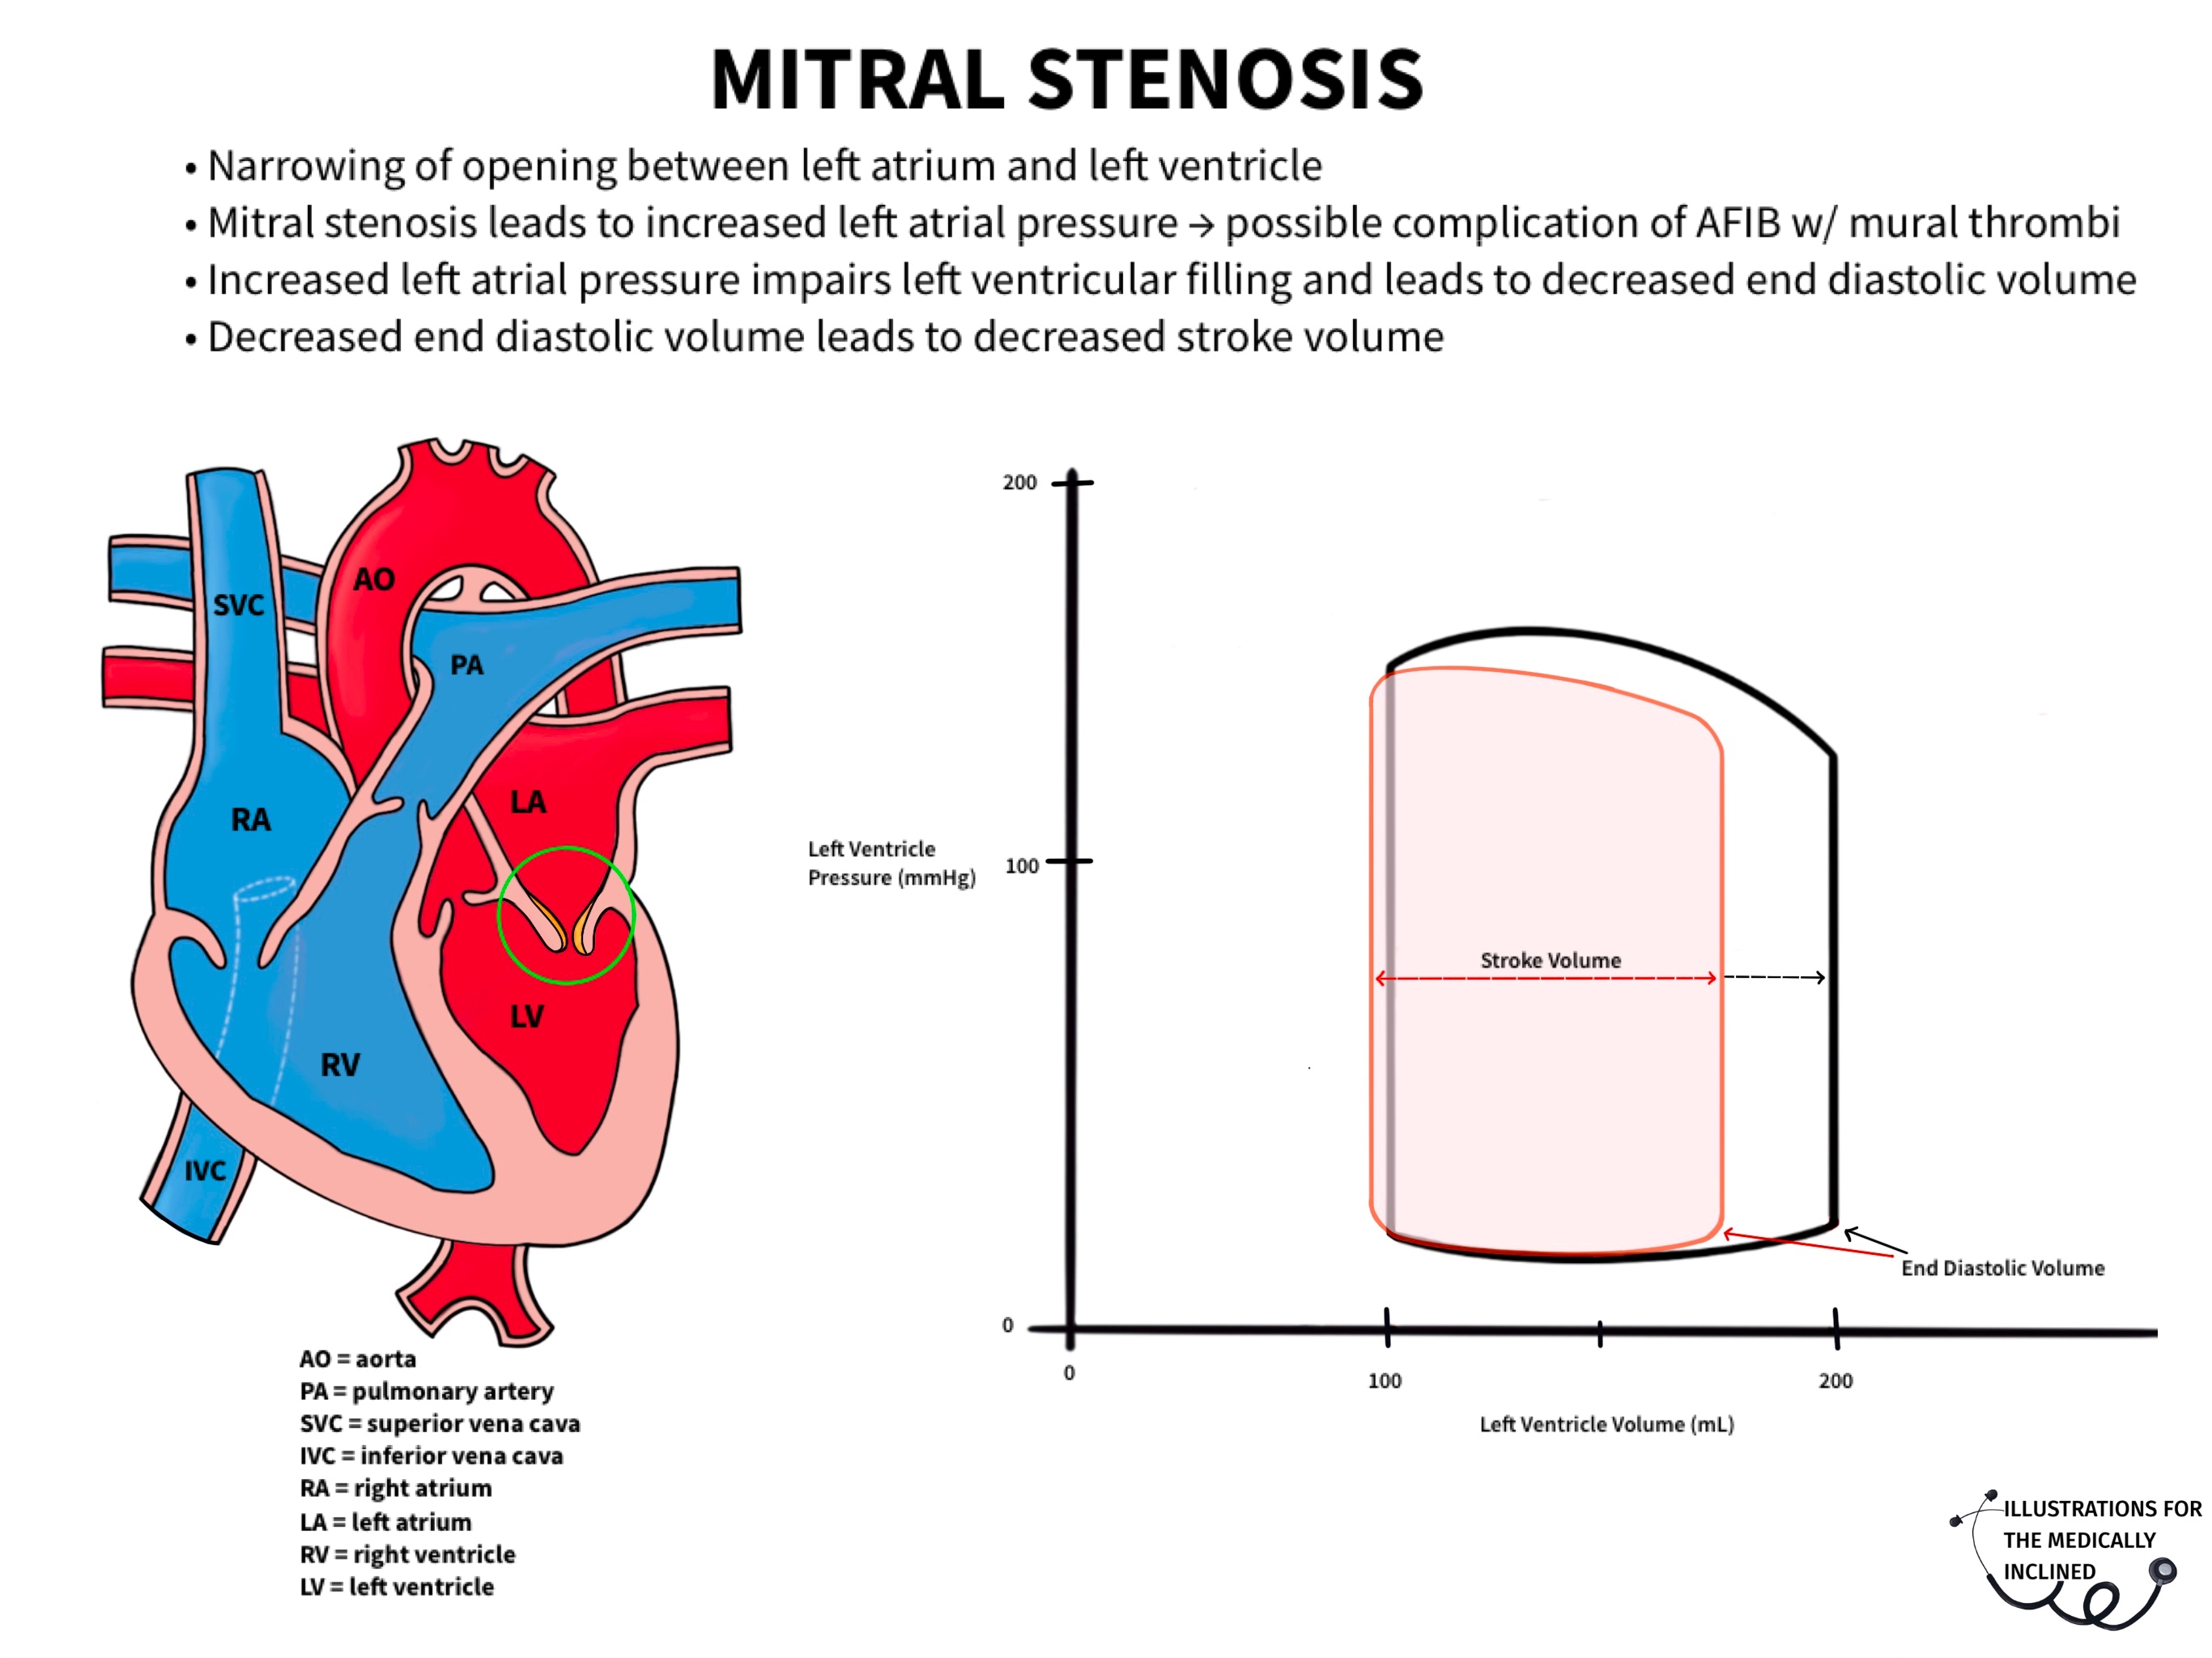 MITRAL STENOSIS
• Narrowing of opening between left atrium and left ventricle
• Mitral stenosis leads to increased left atrial pressure → possible complication of AFIB w/ mural thrombi
• Increased left atrial pressure impairs left ventricular filling and leads to decreased end diastolic volume
• Decreased end diastolic volume leads to decreased stroke volume
AO
SVC
PA
LA
RA
LV
RV
IVC
AO = aorta
PA = pulmonary artery
SVC = superior vena cava
IVC = inferior vena cava
RA = right atrium
LA = left atrium
RV = right ventricle
LV = left ventricle
200
Left Ventricle
Pressure (mmHg)
100
Stroke Volume
End Diastolic Volume
0
0
100
200
Left Ventricle Volume (mL)
ILLUSTRATIONS FOR
THE MEDICALLY
INCLINED